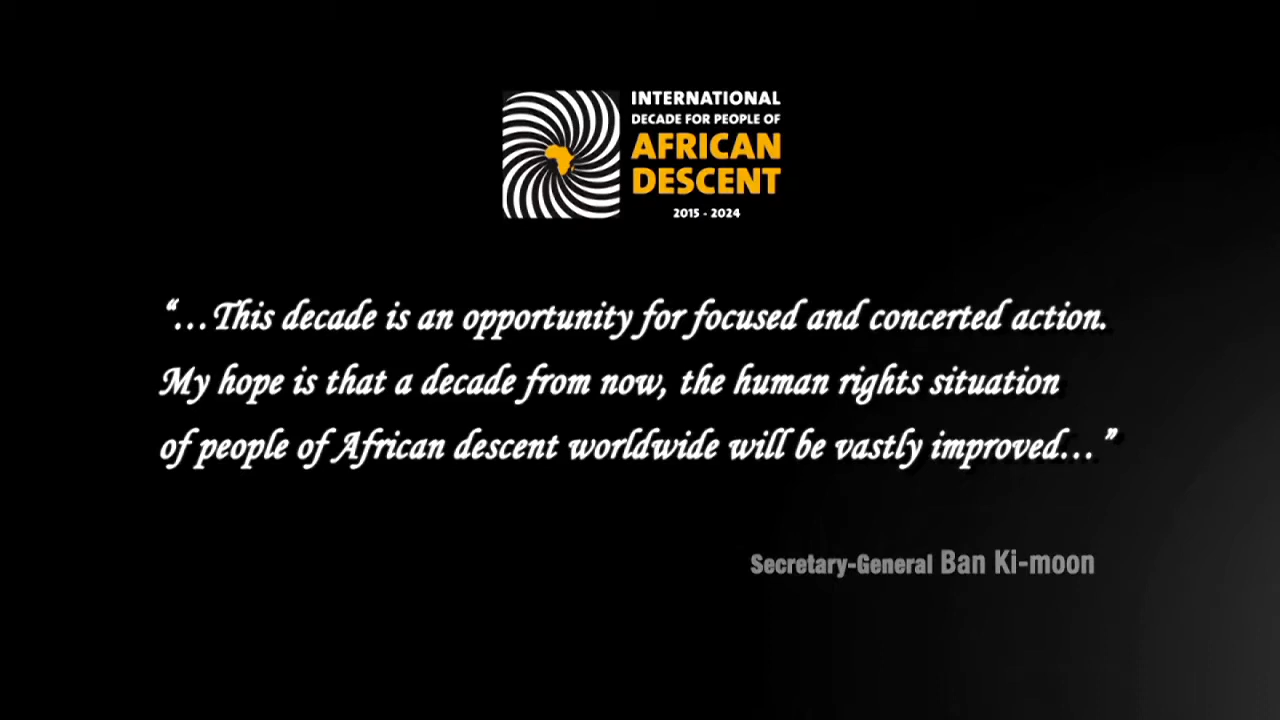 INTERNATIONAL
DECADE FOR PEOPLE OF
AFRICAN
DESCENT
2015 - 2024
“...This decade is an opportunity for focused and concerted action.
My hope is that a decade from now, the human rights situation
of people of African descent worldwide will be vastly improved...”
Secretary-General Ban Ki-moon